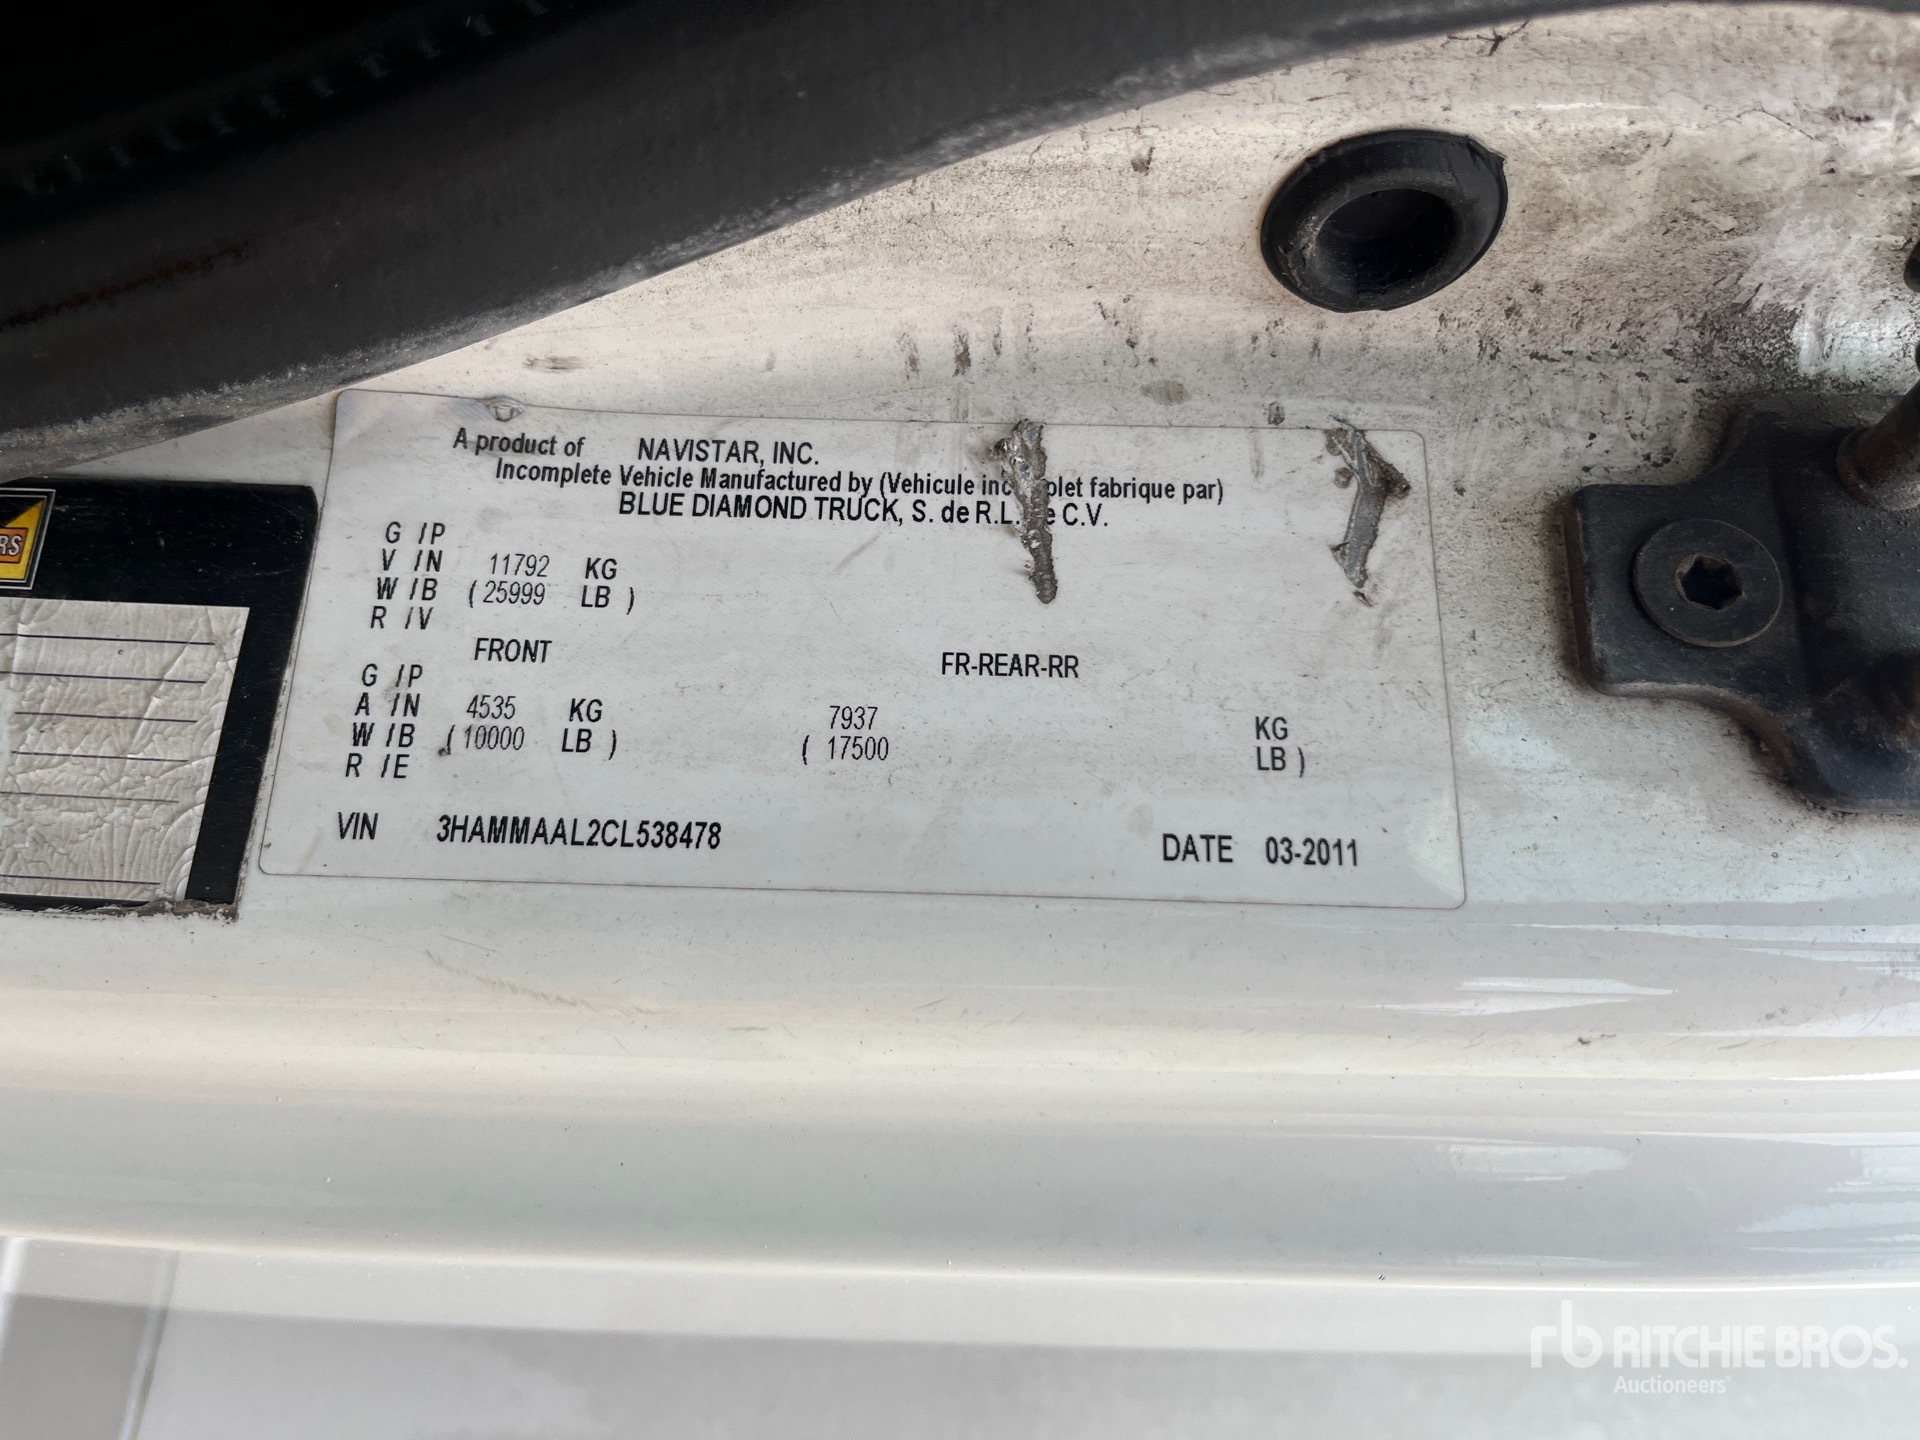 A product of NAVISTAR, INC.
Incomplete Vehicle Manufactured by (Vehicule fabrique par)
BLUE DIAMOND TRUCK, S. de R.L. C.V.
G /P
V /N 11792 KG
W /B ( 25999 LB )
R /V
FRONT FR-REAR-RR
G /P
A /N 4535 KG 7937 KG
W /B ( 10000 LB ) ( 17500 LB )
R /E
VIN 3HAMMAAL2CL538478 DATE 03-2011
RS
rb RITCHIE BROS.
Auctioneers